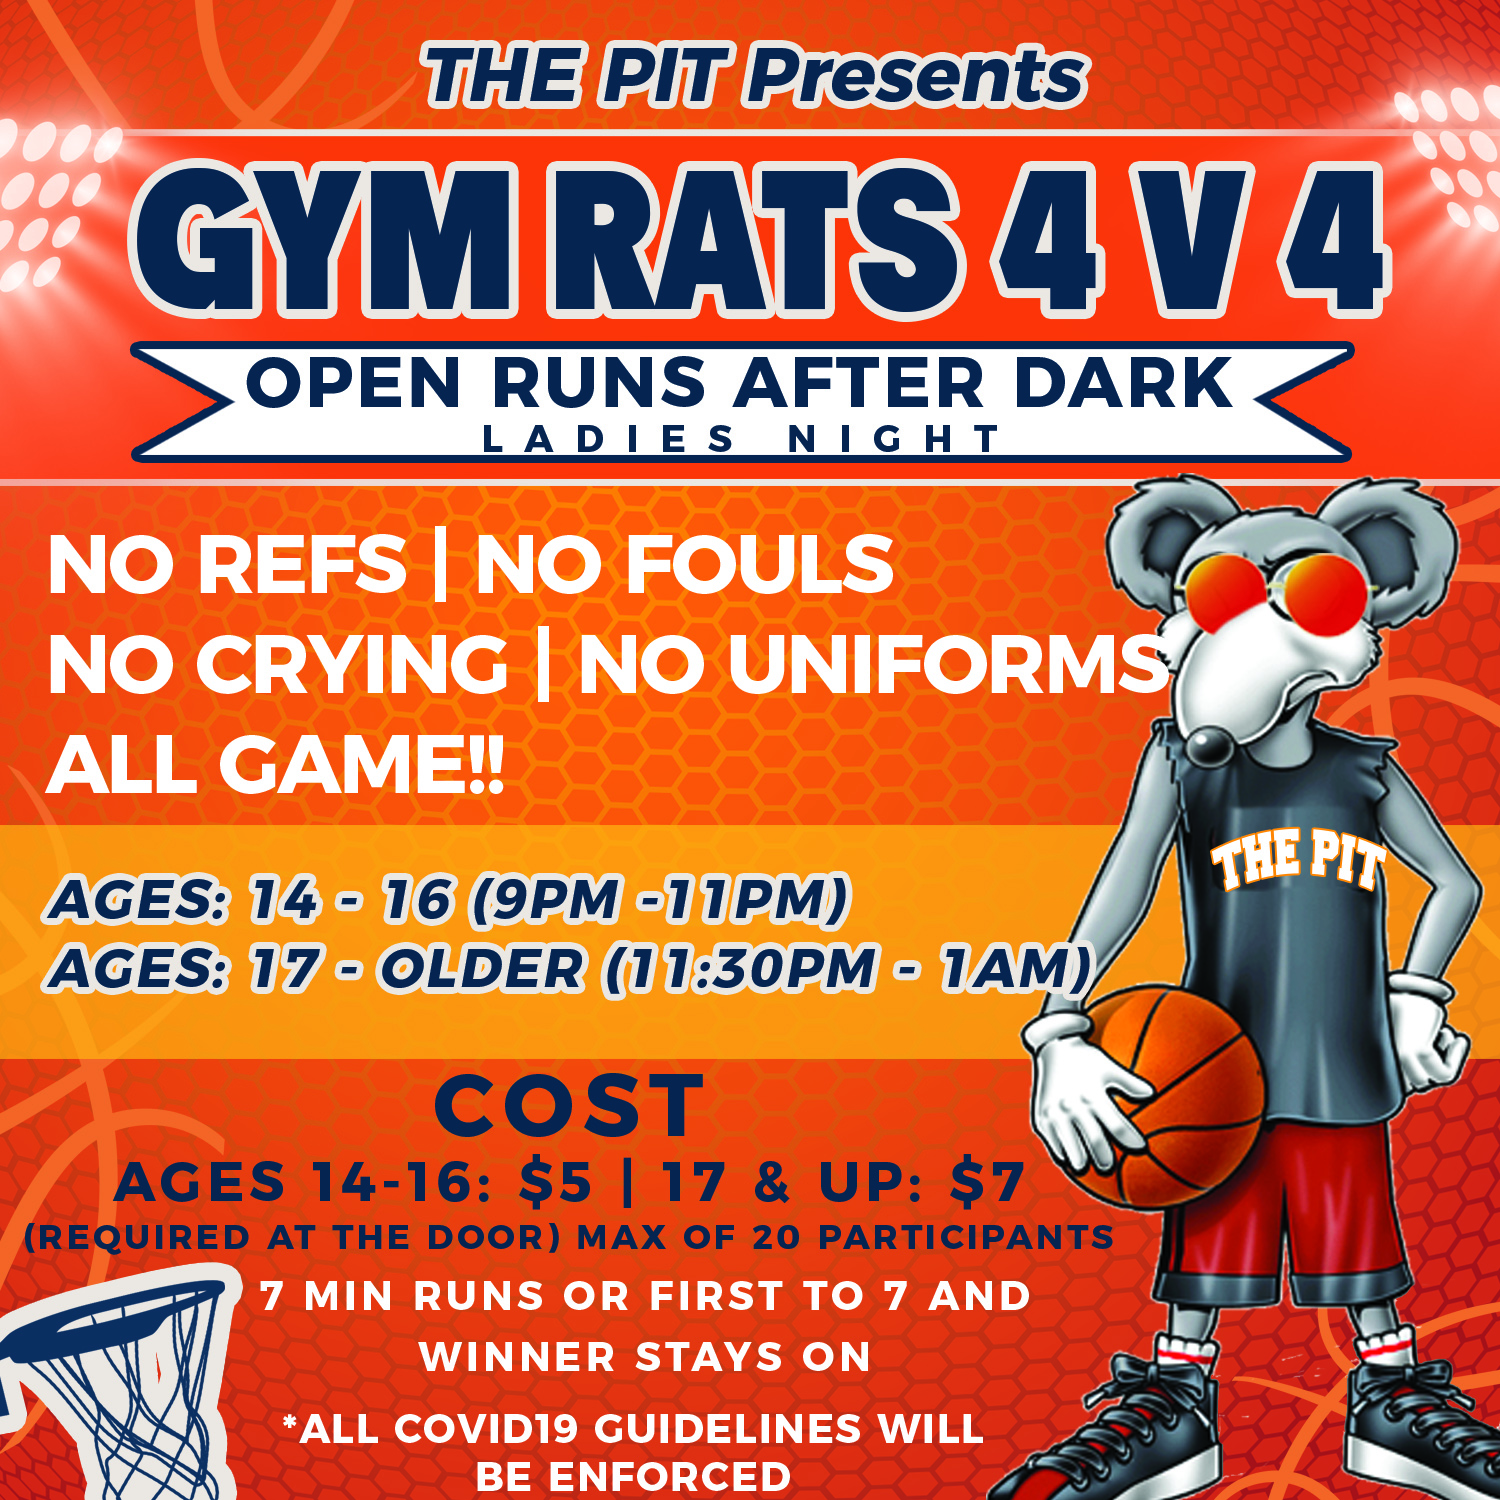 THE PIT Presents
GYM RATS 4 V 4
OPEN RUNS AFTER DARK
LADIES NIGHT
NO REFS | NO FOULS
NO CRYING | NO UNIFORMS
ALL GAME!!
THE PIT
AGES: 14 - 16 (9PM -11PM)
AGES: 17 - OLDER (11:30PM - 1AM)
COST
AGES 14-16: $5 | 17 & UP: $7
(REQUIRED AT THE DOOR) MAX OF 20 PARTICIPANTS
7 MIN RUNS OR FIRST TO 7 AND
WINNER STAYS ON
*ALL COVID19 GUIDELINES WILL
BE ENFORCED